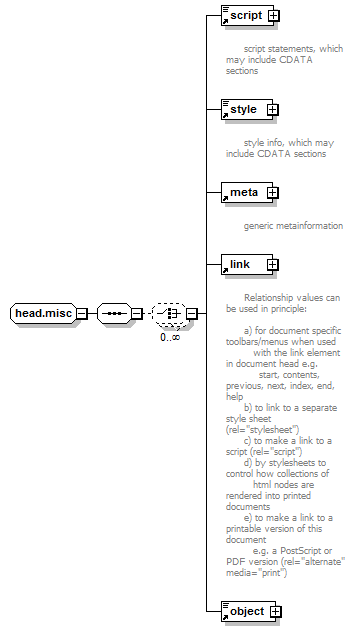 script
script statements, which
may include CDATA
sections
style
style info, which may
include CDATA sections
meta
generic metainformation
link
Relationship values can
be used in principle:
a) for document specific
toolbars/menus when used
with the link element
in document head e.g.
start, contents,
previous, next, index, end,
help
b) to link to a separate
style sheet
(rel="stylesheet")
c) to make a link to a
script (rel="script")
d) by stylesheets to
control how collections of
html nodes are
rendered into printed
documents
e) to make a link to a
printable version of this
document
e.g. a PostScript or
PDF version (rel="alternate"
media="print")
head.misc
0..∞
object